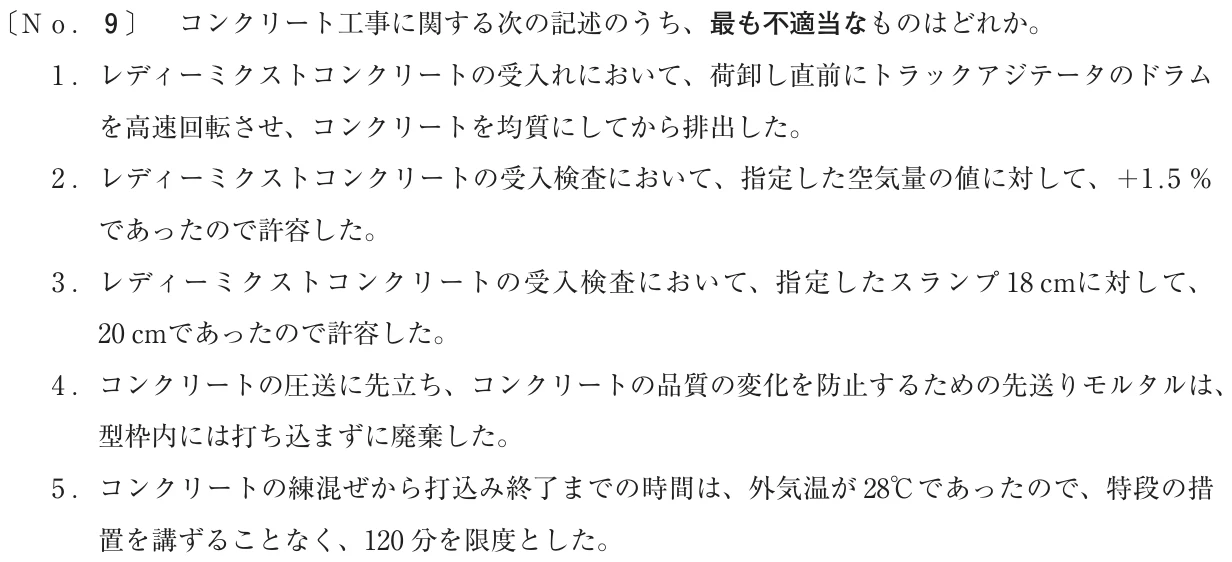 〔Ｎｏ． 9〕 コンクリート工事に関する次の記述のうち、最も不適当なものはどれか。
1. レディーミクストコンクリートの受入れにおいて、荷卸し直前にトラックアジテータのドラム
を高速回転させ、コンクリートを均質にしてから排出した。
2. レディーミクストコンクリートの受入検査において、指定した空気量の値に対して、+1.5 %
であったので許容した。
3. レディーミクストコンクリートの受入検査において、指定したスランプ 18 cmに対して、
20 cmであったので許容した。
4. コンクリートの圧送に先立ち、コンクリートの品質の変化を防止するための先送りモルタルは、
型枠内には打ち込まずに廃棄した。
5. コンクリートの練混ぜから打込み終了までの時間は、外気温が 28℃であったので、特段の措
置を講ずることなく、120 分を限度とした。